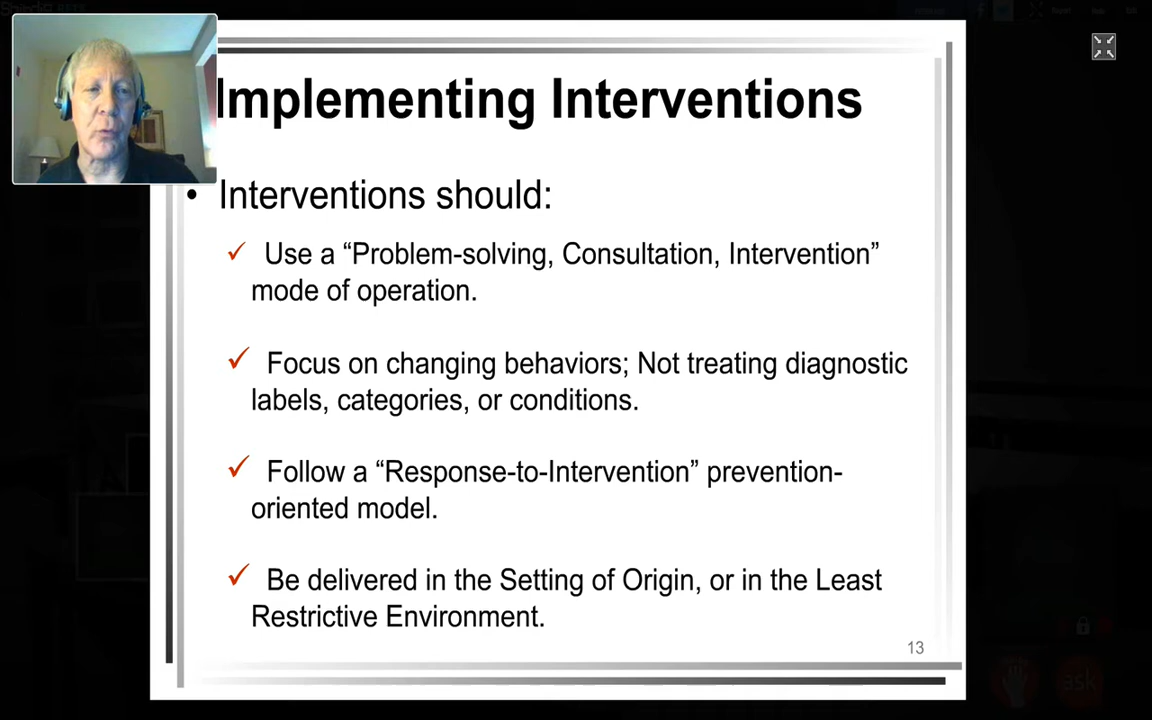 Implementing Interventions
• Interventions should:
✓ Use a “Problem-solving, Consultation, Intervention”
mode of operation.
✓ Focus on changing behaviors; Not treating diagnostic
labels, categories, or conditions.
✓ Follow a “Response-to-Intervention” prevention-
oriented model.
✓ Be delivered in the Setting of Origin, or in the Least
Restrictive Environment.
13
ask